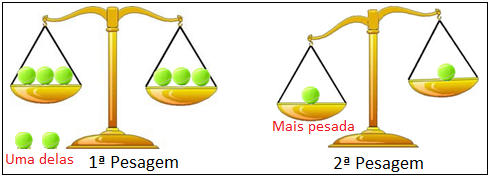 Uma delas
1ª Pesagem
Mais pesada
2ª Pesagem